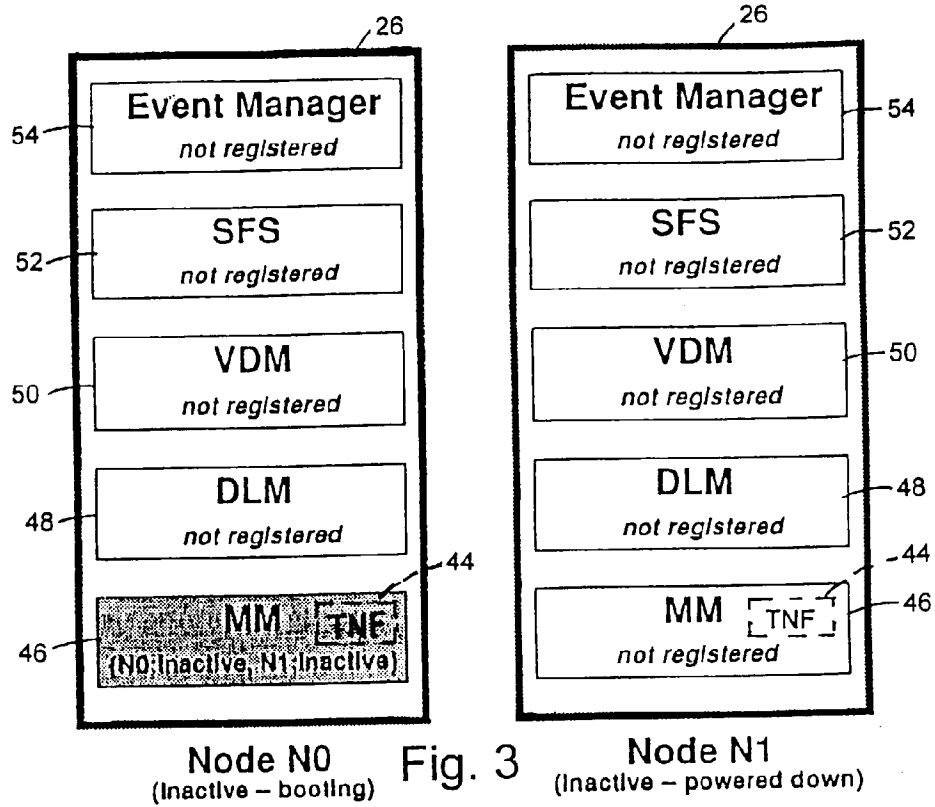 26
Event Manager
not registered
54
SFS
not registered
52
VDM
not registered
50
DLM
not registered
48
44
MM TNF
(N0;Inactive, N1;Inactive)
46
Node N0
(Inactive – booting)
26
Event Manager
not registered
54
SFS
not registered
52
VDM
not registered
50
DLM
not registered
48
44
MM TNF
not registered
46
Node N1
(Inactive – powered down)
Fig. 3